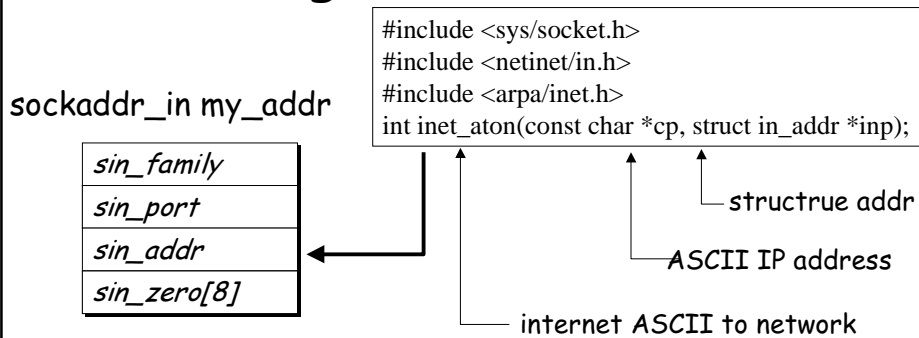 #include <sys/socket.h>
#include <netinet/in.h>
#include <arpa/inet.h>
int inet_aton(const char *cp, struct in_addr *inp);
sockaddr_in my_addr
sin_family
sin_port
sin_addr
sin_zero[8]
structrue addr
ASCII IP address
internet ASCII to network